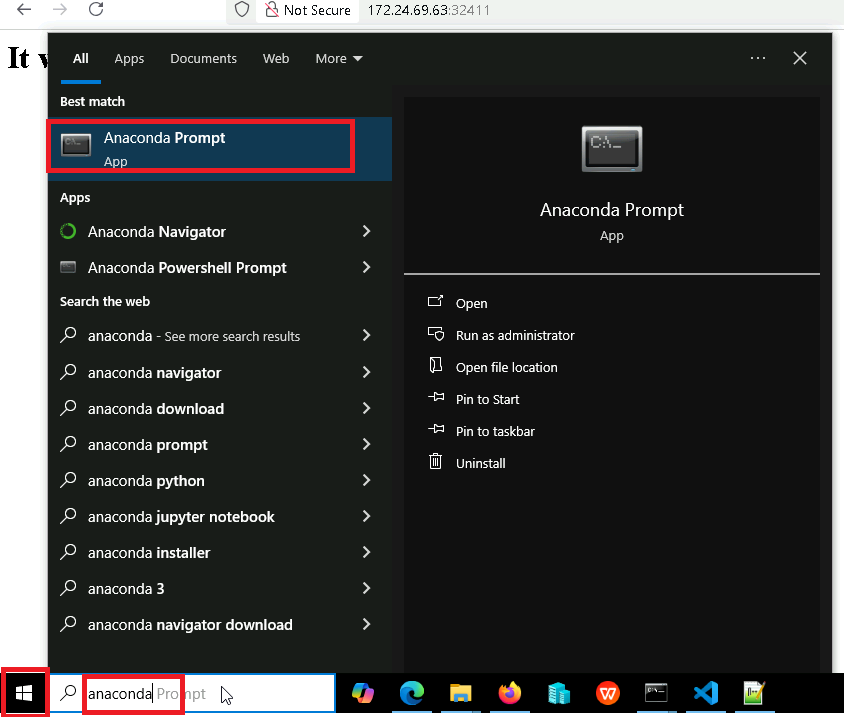 Not Secure 172.24.69.63:32411
It
All Apps Documents Web More
Best match
Anaconda Prompt
App
Apps
Anaconda Navigator
Anaconda Powershell Prompt
Search the web
anaconda - See more search results
anaconda navigator
anaconda download
anaconda prompt
anaconda python
anaconda jupyter notebook
anaconda installer
anaconda 3
anaconda navigator download
Anaconda Prompt
App
Open
Run as administrator
Open file location
Pin to Start
Pin to taskbar
Uninstall
anaconda Prompt